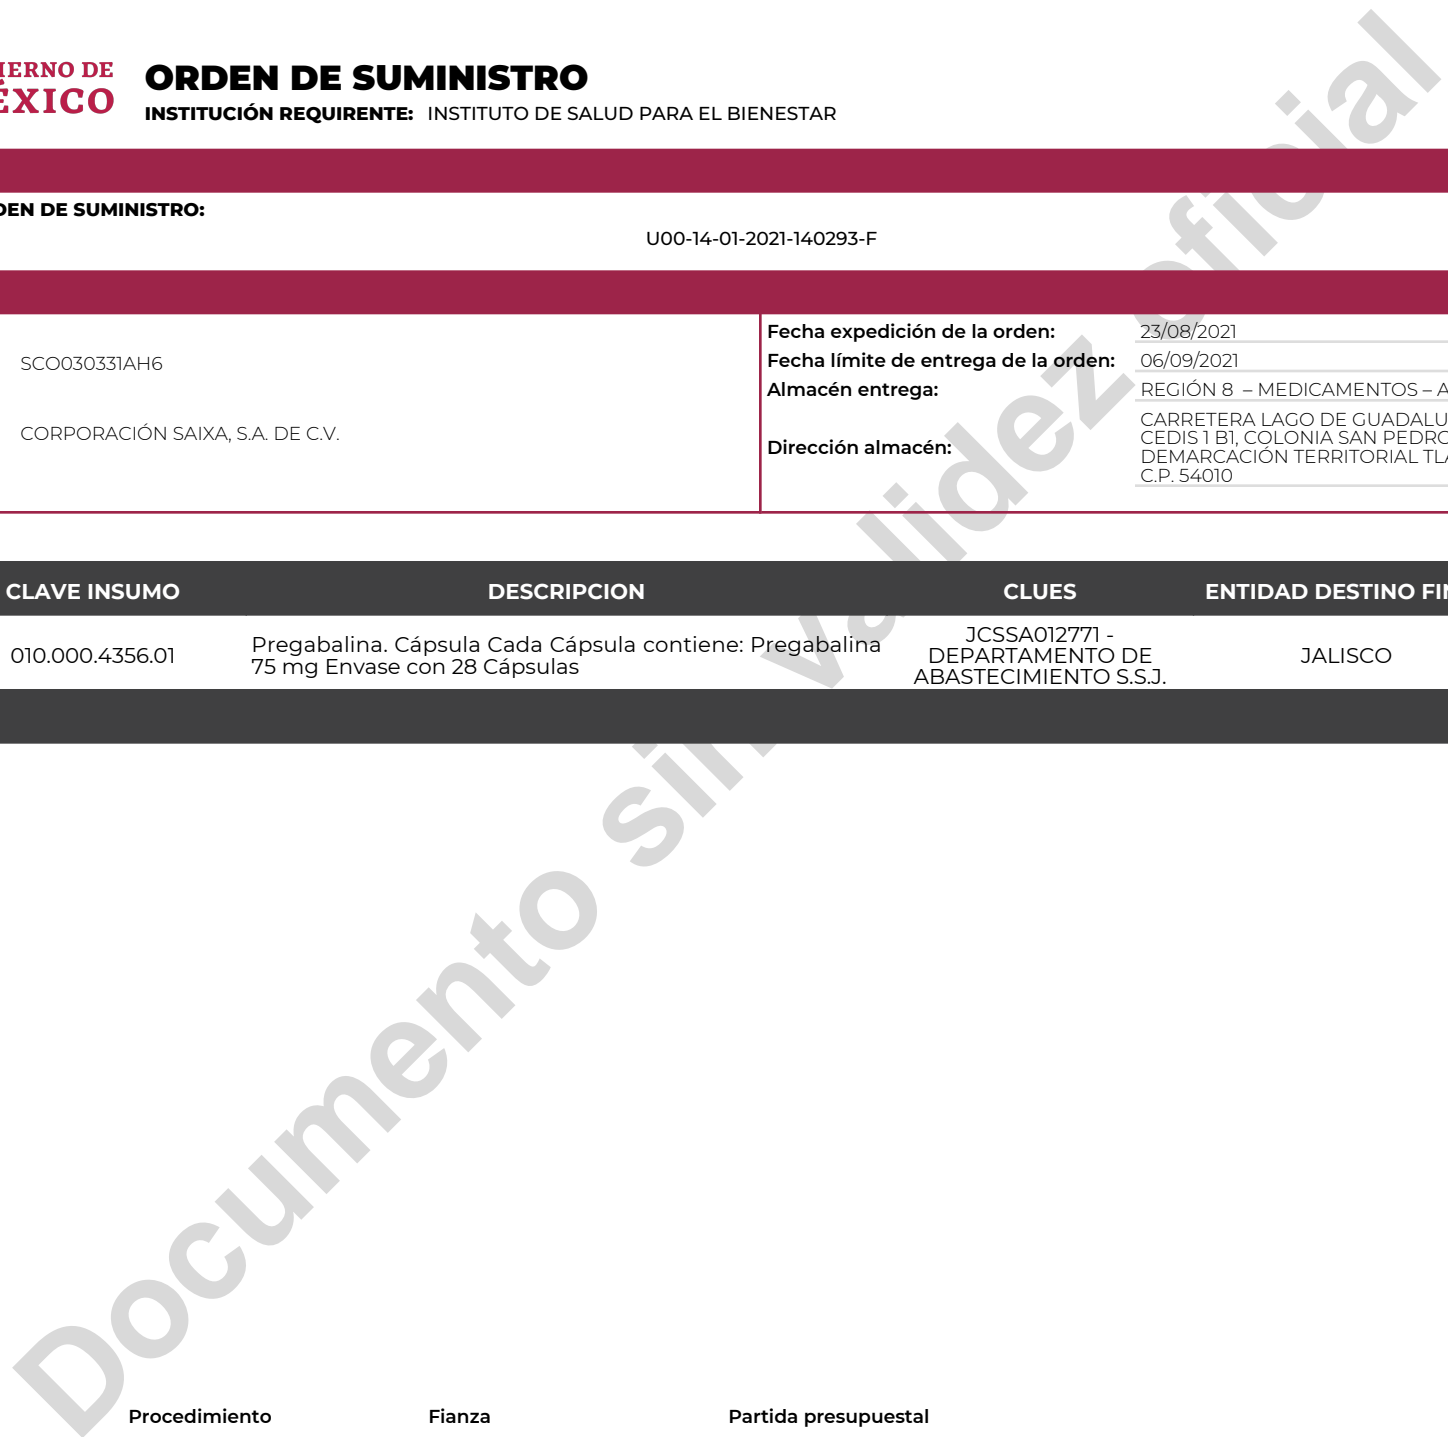 IERNO DE
ÉXICO
ORDEN DE SUMINISTRO
INSTITUCIÓN REQUIRENTE: INSTITUTO DE SALUD PARA EL BIENESTAR
DEN DE SUMINISTRO:
U00-14-01-2021-140293-F
SCO030331AH6
CORPORACIÓN SAIXA, S.A. DE C.V.
Fecha expedición de la orden: 23/08/2021
Fecha límite de entrega de la orden: 06/09/2021
Almacén entrega: REGIÓN 8 – MEDICAMENTOS – A
Dirección almacén:
CARRETERA LAGO DE GUADALU
CEDIS 1 B1, COLONIA SAN PEDRO
DEMARCACIÓN TERRITORIAL TLA
C.P. 54010
CLAVE INSUMO DESCRIPCION CLUES ENTIDAD DESTINO FIN
010.000.4356.01
Pregabalina. Cápsula Cada Cápsula contiene: Pregabalina
75 mg Envase con 28 Cápsulas
JCSSA012771 -
DEPARTAMENTO DE
ABASTECIMIENTO S.S.J.
JALISCO
Documento sin validez oficial
Procedimiento Fianza Partida presupuestal